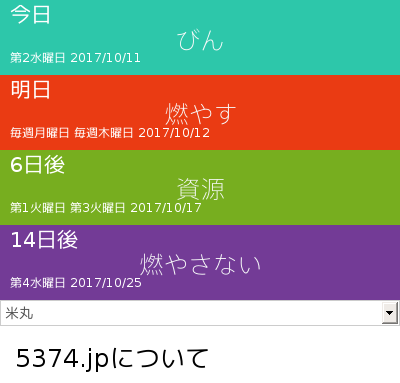 今日
びん
第2水曜日 2017/10/11
明日
燃やす
毎週月曜日 毎週木曜日 2017/10/12
6日後
資源
第1火曜日 第3火曜日 2017/10/17
14日後
燃やさない
第4水曜日 2017/10/25
米丸
5374.jpについて